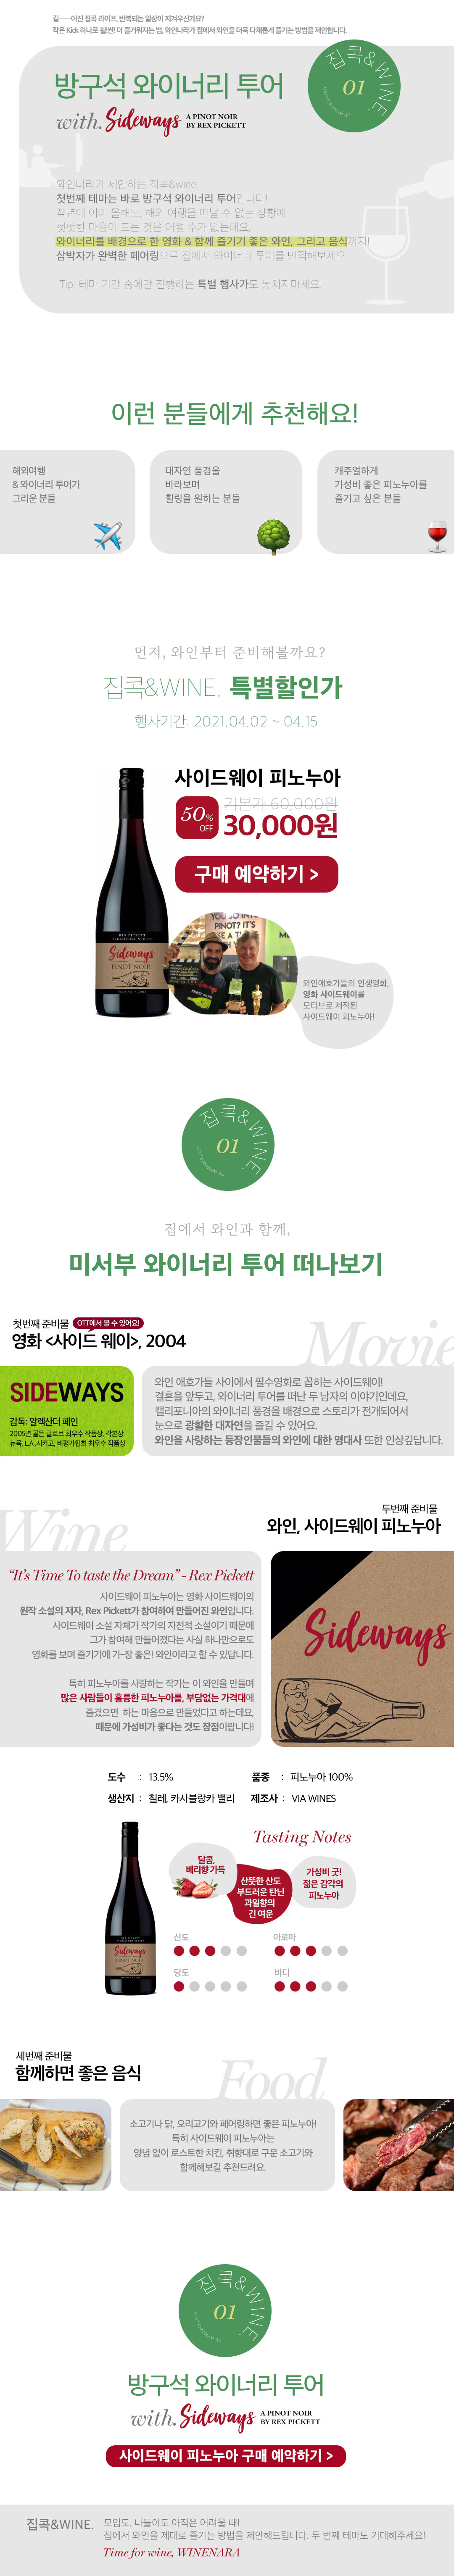 길——어진 집콕 라이프, 반복되는 일상이 지겨우신가요?
작은 Kick 하나로 훨!씬! 더 즐거워지는 법, 와인나라가 집에서 와인을 더욱 다채롭게 즐기는 방법을 제안합니다.
집콕&WINE.
01
방구석 와이너리 투어
with. Sideways A PINOT NOIR
BY REX PICKETT
와인나라가 제안하는 집콕&wine,
첫번째 테마는 바로 방구석 와이너리 투어입니다!
작년에 이어 올해도, 해외 여행을 떠날 수 없는 상황에
헛헛한 마음이 드는 것은 어쩔 수가 없는데요.
와이너리를 배경으로 한 영화 & 함께 즐기기 좋은 와인, 그리고 음식까지!
삼박자가 완벽한 페어링으로 집에서 와이너리 투어를 만끽해보세요.
Tip. 테마 기간 중에만 진행하는 특별 행사가도 놓치지마세요!
이런 분들에게 추천해요!
해외여행
& 와이너리 투어가
그리운 분들
대자연 풍경을
바라보며
힐링을 원하는 분들
캐주얼하게
가성비 좋은 피노누아를
즐기고 싶은 분들
먼저, 와인부터 준비해볼까요?
집콕&WINE. 특별할인가
행사기간: 2021.04.02 ~ 04.15
사이드웨이 피노누아
50%
OFF
기본가 60,000원
30,000원
구매 예약하기 >
REX PICKETT
SIGNATURE SERIES
Sideways
PINOT NOIR
PINOT? IT'S
와인애호가들의 인생영화,
영화 사이드웨이를
모티브로 제작된
사이드웨이 피노누아!
집콕&WINE.
01
집에서 와인과 함께,
미서부 와이너리 투어 떠나보기
첫번째 준비물 OTT에서 볼 수 있어요!
영화 <사이드 웨이>, 2004
Movie
SIDEWAYS
감독: 알렉산더 페인
2005년 골든 글로브 최우수 작품상, 각본상
뉴욕, L.A,시카고, 비평가협회 최우수 작품상
와인 애호가들 사이에서 필수영화로 꼽히는 사이드웨이!
결혼을 앞두고, 와이너리 투어를 떠난 두 남자의 이야기인데요,
캘리포니아의 와이너리 풍경을 배경으로 스토리가 전개되어서
눈으로 광활한 대자연을 즐길 수 있어요.
와인을 사랑하는 등장인물들의 와인에 대한 명대사 또한 인상깊답니다.
Wine
두번째 준비물
와인, 사이드웨이 피노누아
“It’s Time To taste the Dream” - Rex Pickett
사이드웨이 피노누아는 영화 사이드웨이의
원작 소설의 저자, Rex Pickett가 참여하여 만들어진 와인입니다.
사이드웨이 소설 자체가 작가의 자전적 소설이기 때문에
그가 참여해 만들어졌다는 사실 하나만으로도
영화를 보며 즐기기에 가~장 좋은! 와인이라고 할 수 있답니다.
특히 피노누아를 사랑하는 작가는 이 와인을 만들며
많은 사람들이 훌륭한 피노누아를, 부담없는 가격대에
즐겼으면 하는 마음으로 만들었다고 하는데요,
때문에 가성비가 좋다는 것도 장점이랍니다!
Sideways
도수 : 13.5%
품종 : 피노누아 100%
생산지 : 칠레, 카사블랑카 밸리
제조사 : VIA WINES
Tasting Notes
달콤,
베리향 가득
산뜻한 산도
부드러운 탄닌
과일향의
긴 여운
가성비 굿!
젊은 감각의
피노누아
REX PICKETT
SIGNATURE SERIES
Sideways
PINOT NOIR
산도
아로마
당도
바디
세번째 준비물
함께하면 좋은 음식
Food
소고기나 닭, 오리고기와 페어링하면 좋은 피노누아!
특히 사이드웨이 피노누아는
양념 없이 로스트한 치킨, 취향대로 구운 소고기와
함께해보길 추천드려요.
집콕&WINE.
01
방구석 와이너리 투어
with. Sideways A PINOT NOIR
BY REX PICKETT
사이드웨이 피노누아 구매 예약하기 >
집콕&WINE.
모임도, 나들이도 아직은 어려울 때!
집에서 와인을 제대로 즐기는 방법을 제안해드립니다. 두 번째 테마도 기대해주세요!
Time for wine, WINENARA